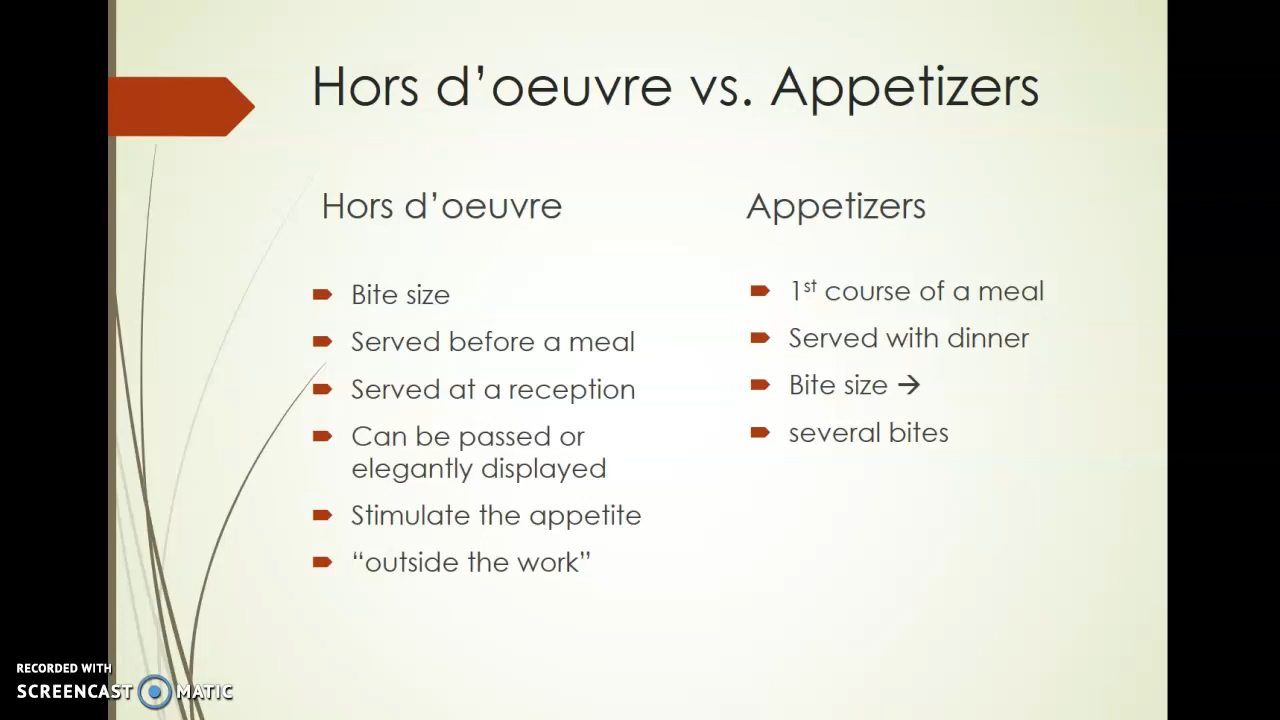 Hors d’oeuvre vs. Appetizers
Hors d’oeuvre
Bite size
Served before a meal
Served at a reception
Can be passed or
elegantly displayed
Stimulate the appetite
“outside the work”
Appetizers
1st course of a meal
Served with dinner
Bite size →
several bites
RECORDED WITH
SCREENCAST MATIC